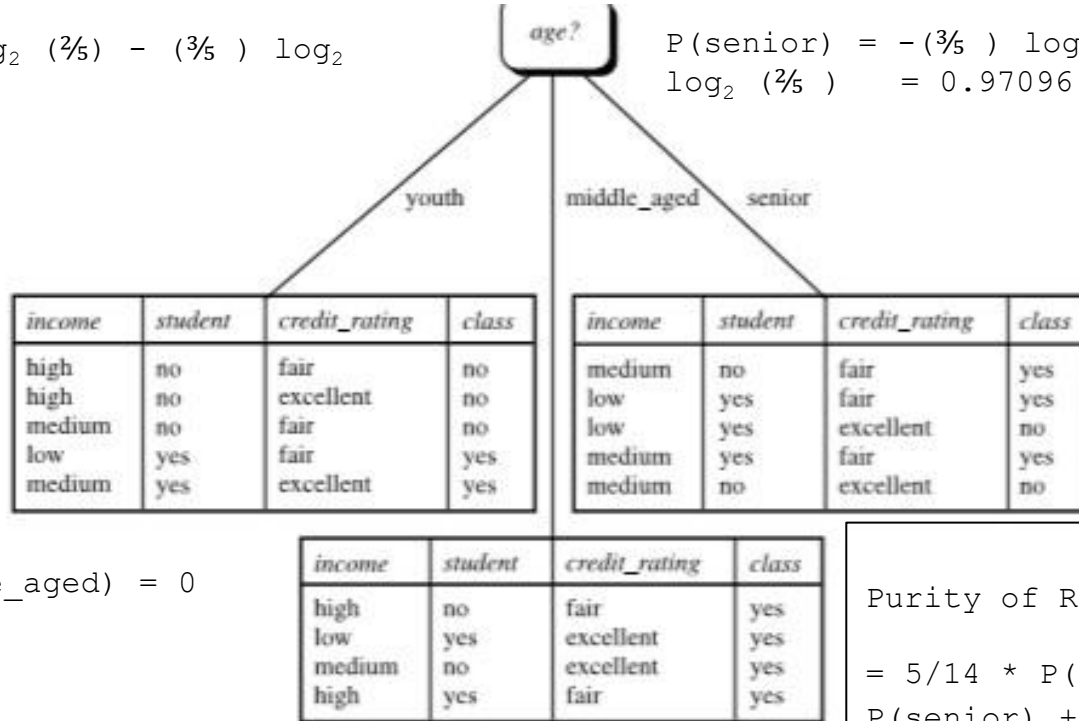 g₂ (⅖) - (⅗ ) log₂
age?
P(senior) = -(⅗ ) log
log₂ (⅖ ) = 0.97096
youth
middle_aged
senior
income student credit_rating class
high no fair no
high no excellent no
medium no fair no
low yes fair yes
medium yes excellent yes
income student credit_rating class
medium no fair yes
low yes fair yes
low yes excellent no
medium yes fair yes
medium no excellent no
_aged) = 0
income student credit_rating class
high no fair yes
low yes excellent yes
medium no excellent yes
high yes fair yes
Purity of R
= 5/14 * P(
P(senior) +